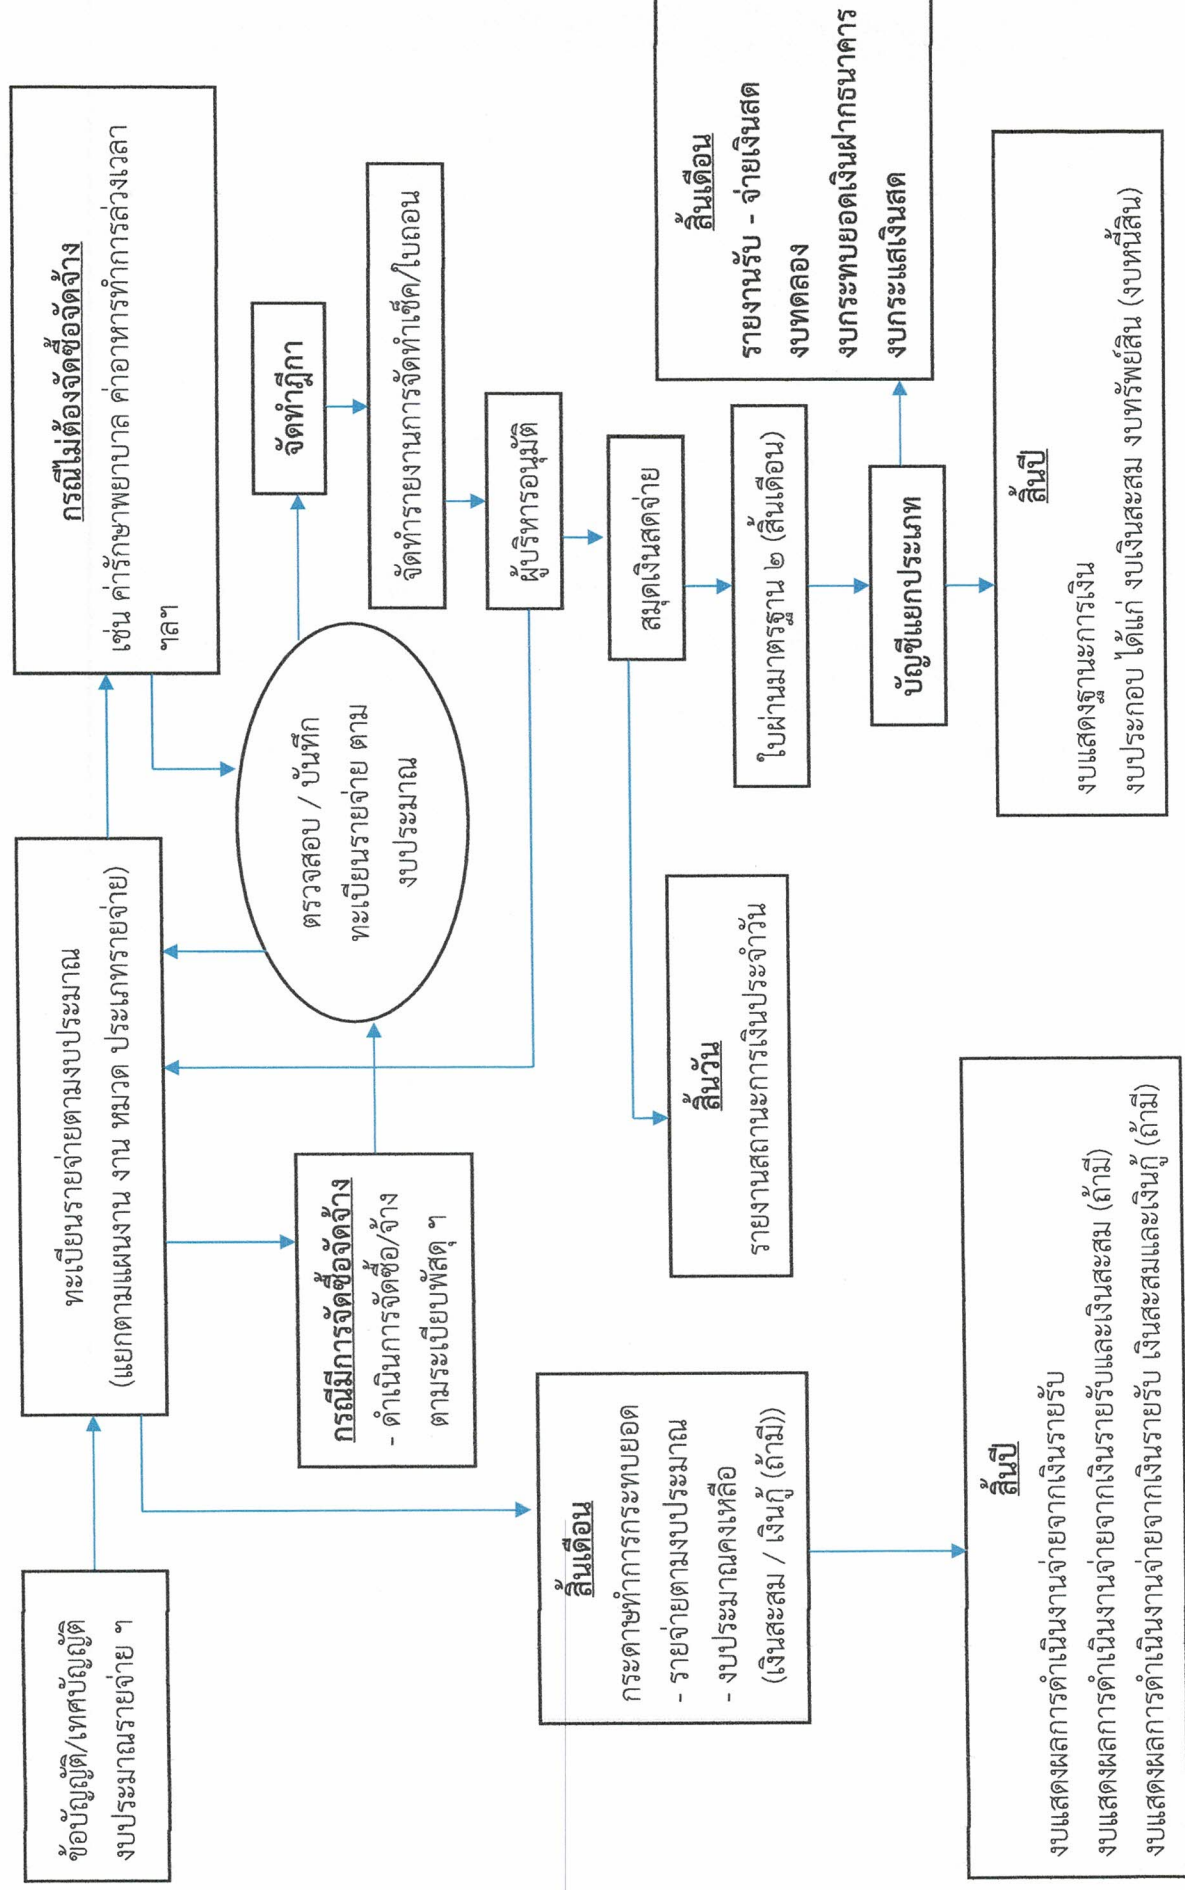 ข้อบัญญัติ/เทศบัญญัติ
งบประมาณรายจ่าย ฯ
ทะเบียนรายจ่ายตามงบประมาณ
(แยกตามแผนงาน งาน หมวด ประเภทรายจ่าย)
กรณีไม่ต้องจัดซื้อจัดจ้าง
เช่น ค่ารักษาพยาบาล ค่าอาหารทำการล่วงเวลา
ฯลฯ
กรณีมีการจัดซื้อจัดจ้าง
- ดำเนินการจัดซื้อ/จ้าง
ตามระเบียบพัสดุ ฯ
ตรวจสอบ / บันทึก
ทะเบียนรายจ่าย ตาม
งบประมาณ
จัดทำฎีกา
จัดทำรายงานการจัดทำเช็ค/ใบถอน
ผู้บริหารอนุมัติ
สมุดเงินสดจ่าย
ใบผ่านมาตรฐาน ๒ (สิ้นเดือน)
บัญชีแยกประเภท
สิ้นเดือน
รายงานรับ - จ่ายเงินสด
งบทดลอง
งบกระทบยอดเงินฝากธนาคาร
งบกระแสเงินสด
สิ้นวัน
รายงานสถานะการเงินประจำวัน
สิ้นปี
งบแสดงฐานะการเงิน
งบประกอบ ได้แก่ งบเงินสะสม งบทรัพย์สิน (งบหนี้สิน)
สิ้นเดือน
กระดาษทำการกระทบยอด
- รายจ่ายตามงบประมาณ
- งบประมาณคงเหลือ
(เงินสะสม / เงินกู้ (ถ้ามี))
สิ้นปี
งบแสดงผลการดำเนินงานจ่ายจากเงินรายรับ
งบแสดงผลการดำเนินงานจ่ายจากเงินรายรับและเงินสะสม (ถ้ามี)
งบแสดงผลการดำเนินงานจ่ายจากเงินรายรับ เงินสะสมและเงินกู้ (ถ้ามี)